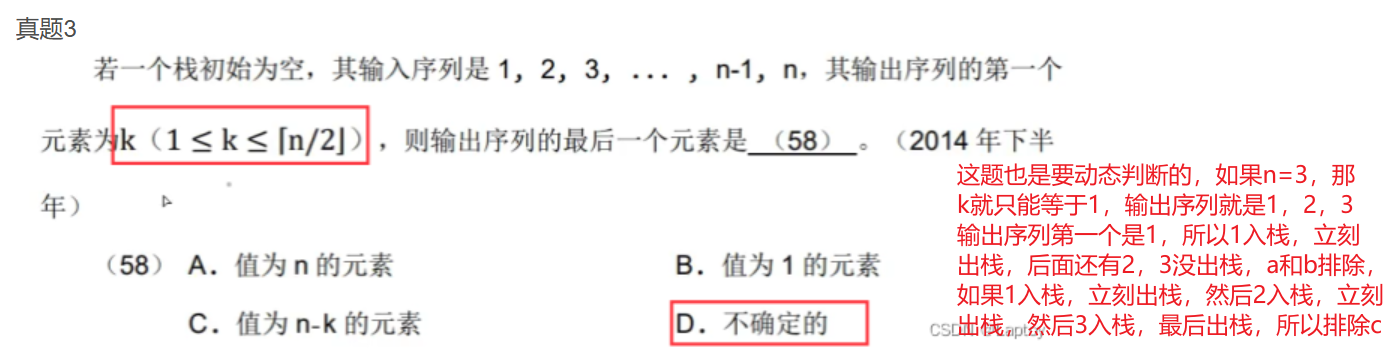 真题3
若一个栈初始为空，其输入序列是 1，2，3，...，n-1，n，其输出序列的第一个
元素为k（1 ≤ k ≤ ⌈n/2⌋），则输出序列的最后一个元素是 （58） 。（2014 年下半
年）
（58） A．值为 n 的元素 B．值为 1 的元素
C．值为 n-k 的元素 D．不确定的
这题也是要动态判断的，如果n=3，那
k就只能等于1，输出序列就是1，2，3
输出序列第一个是1，所以1入栈，立刻
出栈，后面还有2，3没出栈，a和b排除，
如果1入栈，立刻出栈，然后2入栈，立刻
出栈，然后3入栈，最后出栈，所以排除c